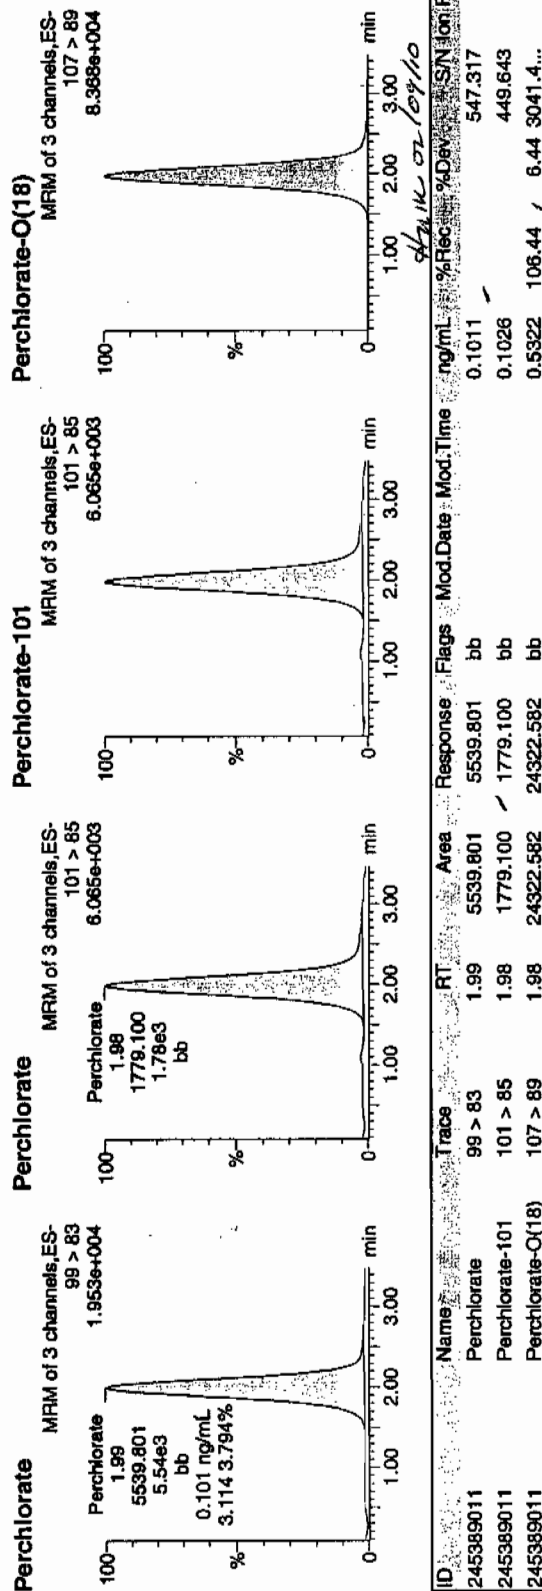 Perchlorate
MRM of 3 channels,ES-
99 > 83
1.953e+004
Perchlorate
1.99
5539.801
5.54e3
bb
0.101 ng/mL
3.114 3.794%
100
%
0
1.00 2.00 3.00 min
Perchlorate
MRM of 3 channels,ES-
101 > 85
6.065e+003
Perchlorate
1.98
1779.100
1.78e3
bb
100
%
0
1.00 2.00 3.00 min
Perchlorate-101
MRM of 3 channels,ES-
101 > 85
6.065e+003
100
%
0
1.00 2.00 3.00 min
Perchlorate-O(18)
MRM of 3 channels,ES-
107 > 89
8.368e+004
100
%
0
1.00 2.00 3.00 min
02/09/10
ID Name Trace RT Area Response Flags Mod.Date Mod.Time ng/mL %Rec %Dev S/N Ion
245389011 Perchlorate 99 > 83 1.99 5539.801 5539.801 bb 0.1011 547.317
245389011 Perchlorate-101 101 > 85 1.98 1779.100 1779.100 bb 0.1026 449.643
245389011 Perchlorate-O(18) 107 > 89 1.98 24322.582 24322.582 bb 0.5322 106.44 6.44 3041.4...